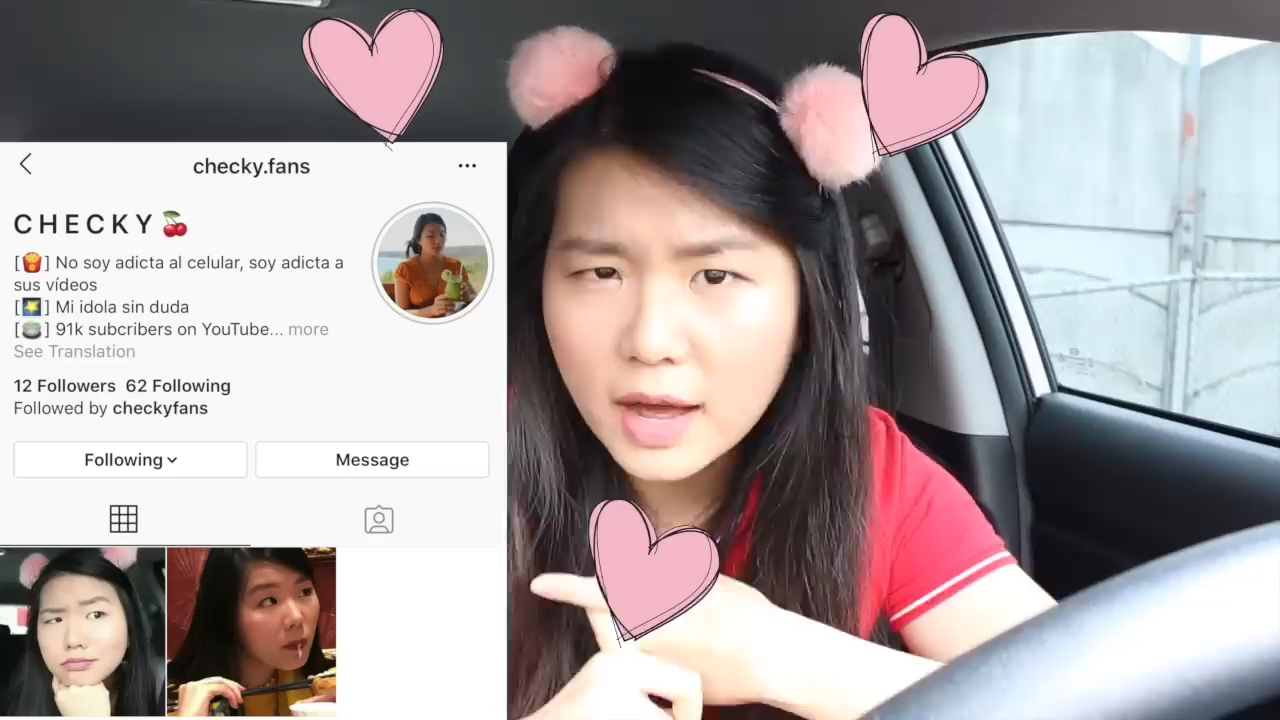 checky.fans
CHECKY🍒
[🍟] No soy adicta al celular, soy adicta a
sus vídeos
[🌠] Mi idola sin duda
[🍵] 91k subcribers on YouTube... more
See Translation
12 Followers 62 Following
Followed by checkyfans
Following
Message